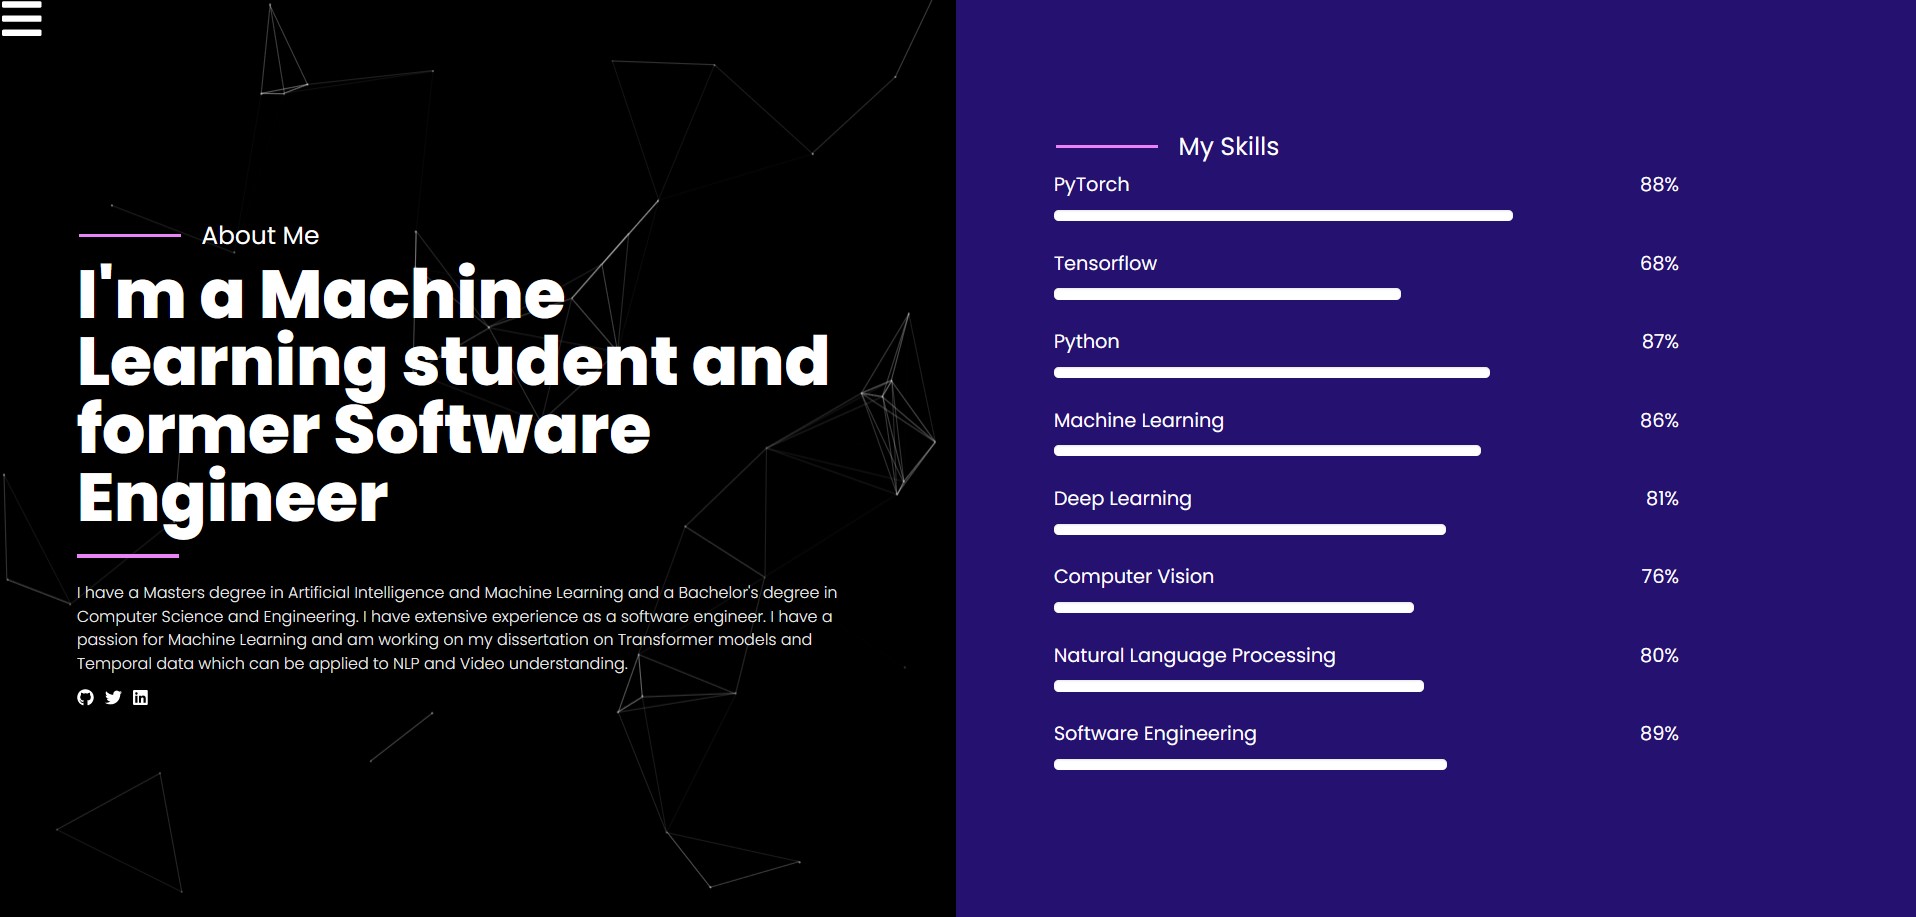 About Me
I'm a Machine
Learning student and
former Software
Engineer
I have a Masters degree in Artificial Intelligence and Machine Learning and a Bachelor's degree in
Computer Science and Engineering. I have extensive experience as a software engineer. I have a
passion for Machine Learning and am working on my dissertation on Transformer models and
Temporal data which can be applied to NLP and Video understanding.
My Skills
PyTorch 88%
Tensorflow 68%
Python 87%
Machine Learning 86%
Deep Learning 81%
Computer Vision 76%
Natural Language Processing 80%
Software Engineering 89%